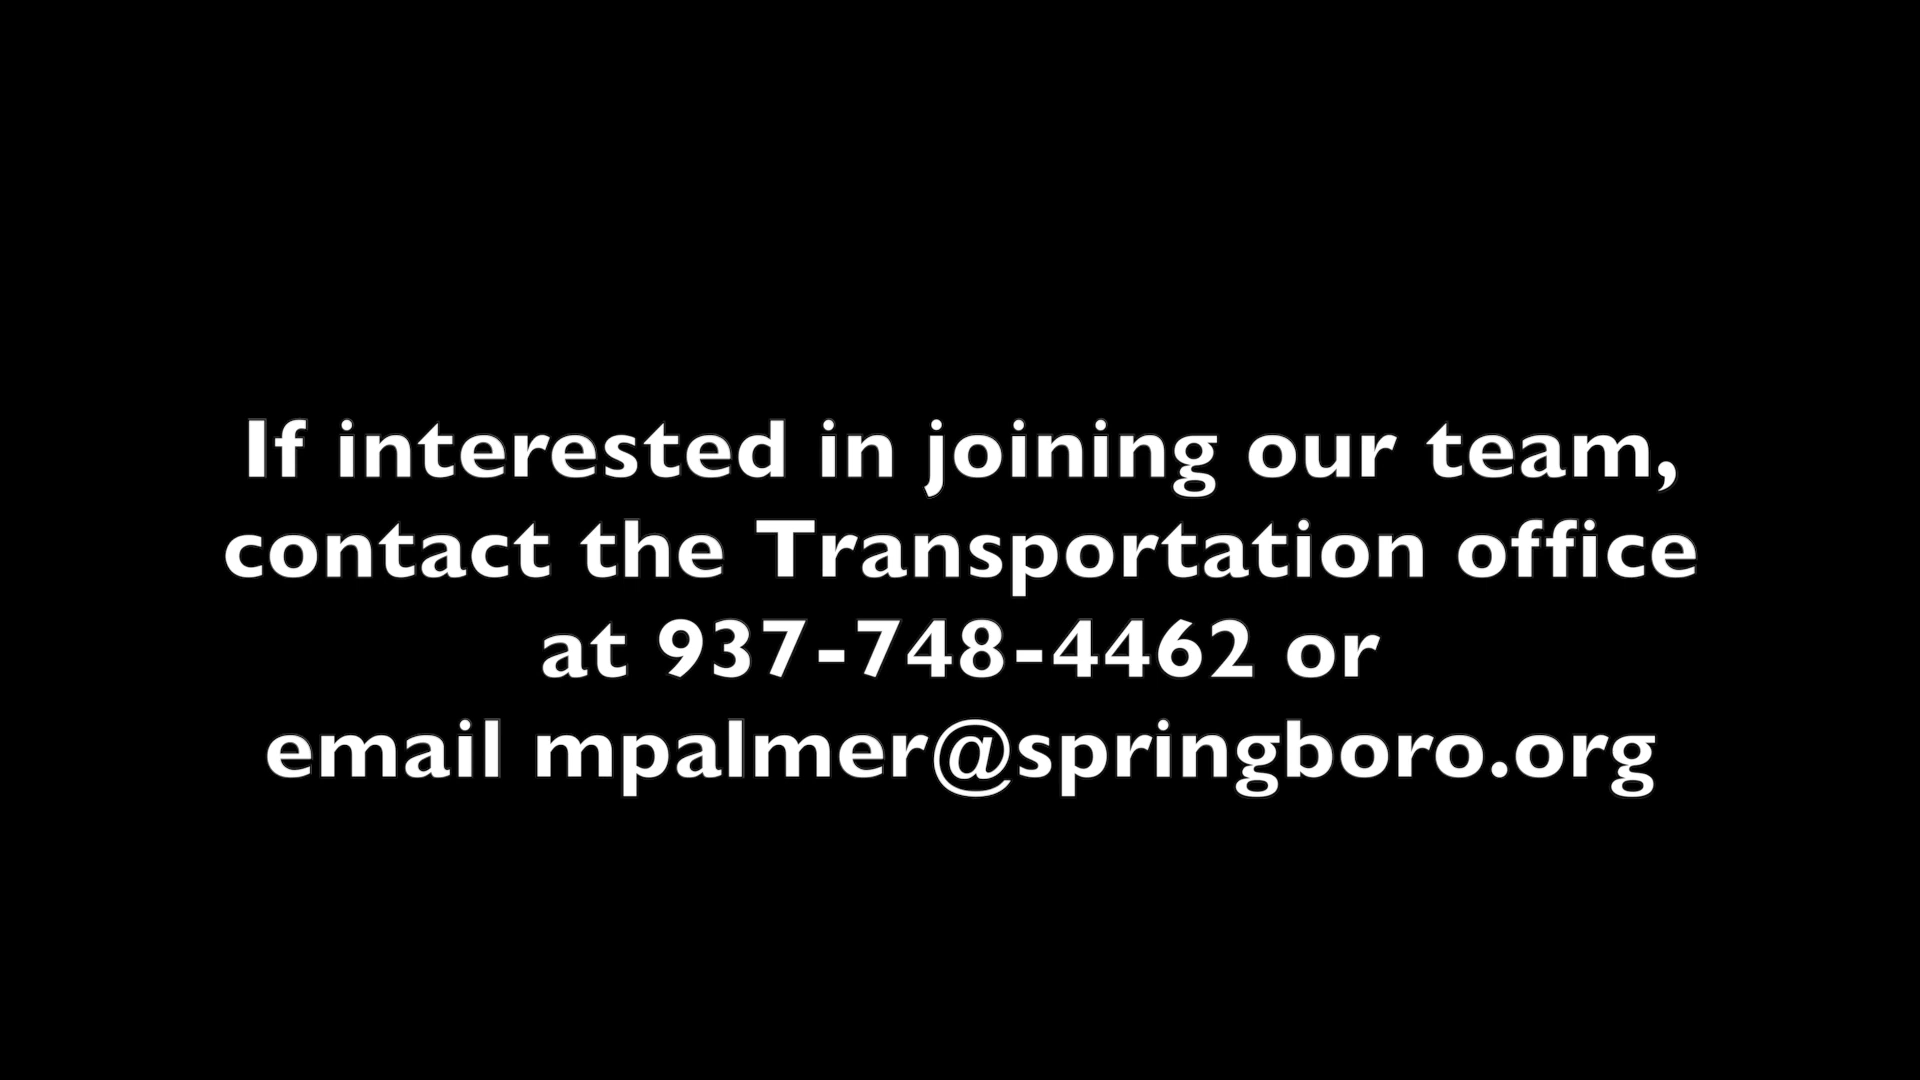 If interested in joining our team,
contact the Transportation office
at 937-748-4462 or
email mpalmer@springboro.org